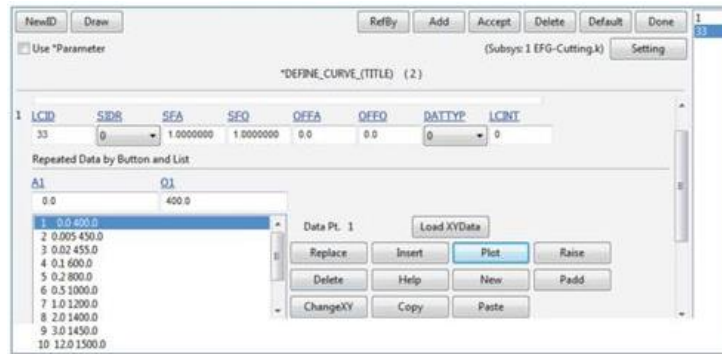 NewID Draw RefBy Add Accept Delete Default Done
Use *Parameter (Subsys: 1 EFG-Cutting.k) Setting
*DEFINE_CURVE_(TITLE) (2)
1 LCID SIDR SFA SFO OFFA OFFO DATTYP LCINT
33 0 1.0000000 1.0000000 0.0 0.0 0 0
Repeated Data by Button and List
A1 O1
0.0 400.0
1 0.0 400.0
2 0.005 450.0
3 0.02 455.0
4 0.1 600.0
5 0.2 800.0
6 0.5 1000.0
7 1.0 1200.0
8 2.0 1400.0
9 3.0 1450.0
10 12.0 1500.0
Data Pt. 1 Load XYData
Replace Insert Plot Raise
Delete Help New Padd
ChangeXY Copy Paste
1
33